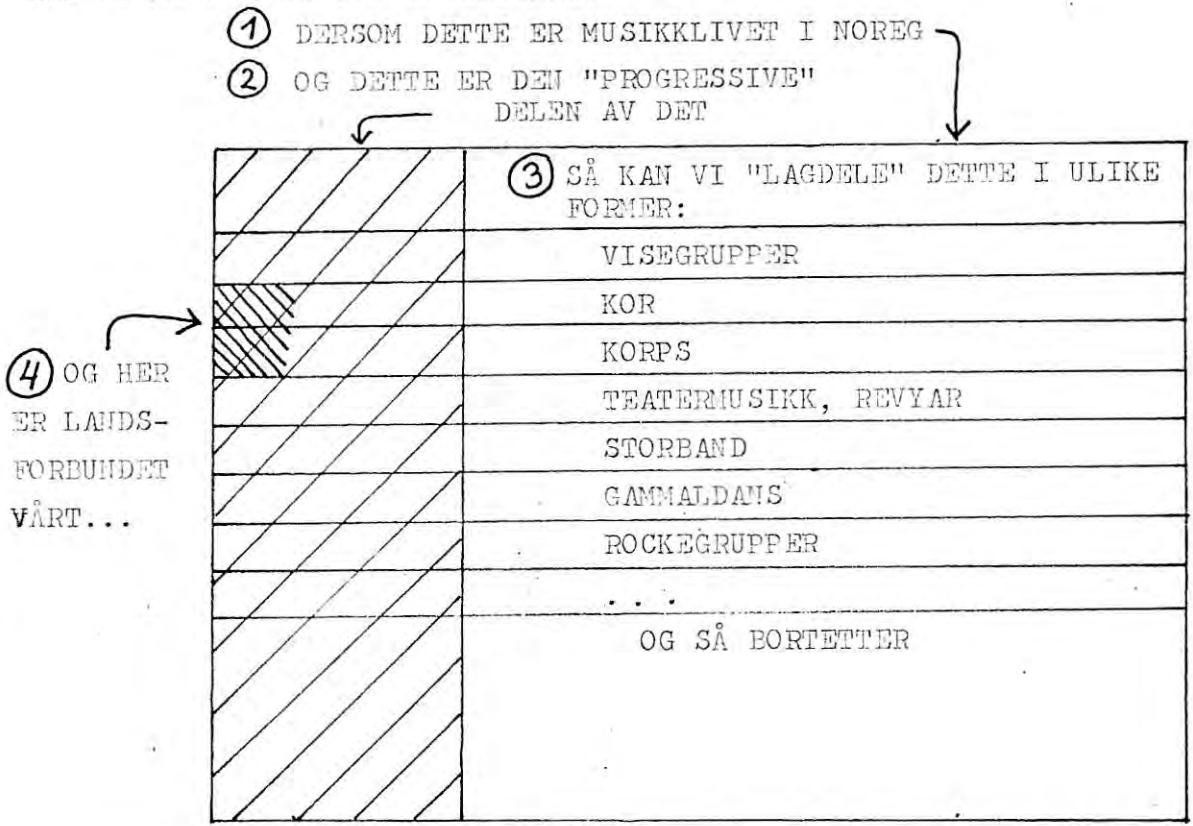 ① DERSOM DETTE ER MUSIKKLIVET I NOREG
② OG DETTE ER DEN "PROGRESSIVE"
DELEN AV DET
③ SÅ KAN VI "LAGDELE" DETTE I ULIKE
FORMER:
VISEGRUPPER
KOR
KORPS
TEATERMUSIKK, REVYAR
STORBAND
GAMMALDANS
ROCKEGRUPPER
...
OG SÅ BORTETTER
④ OG HER
ER LANDS-
FORBUNDET
VÅRT...